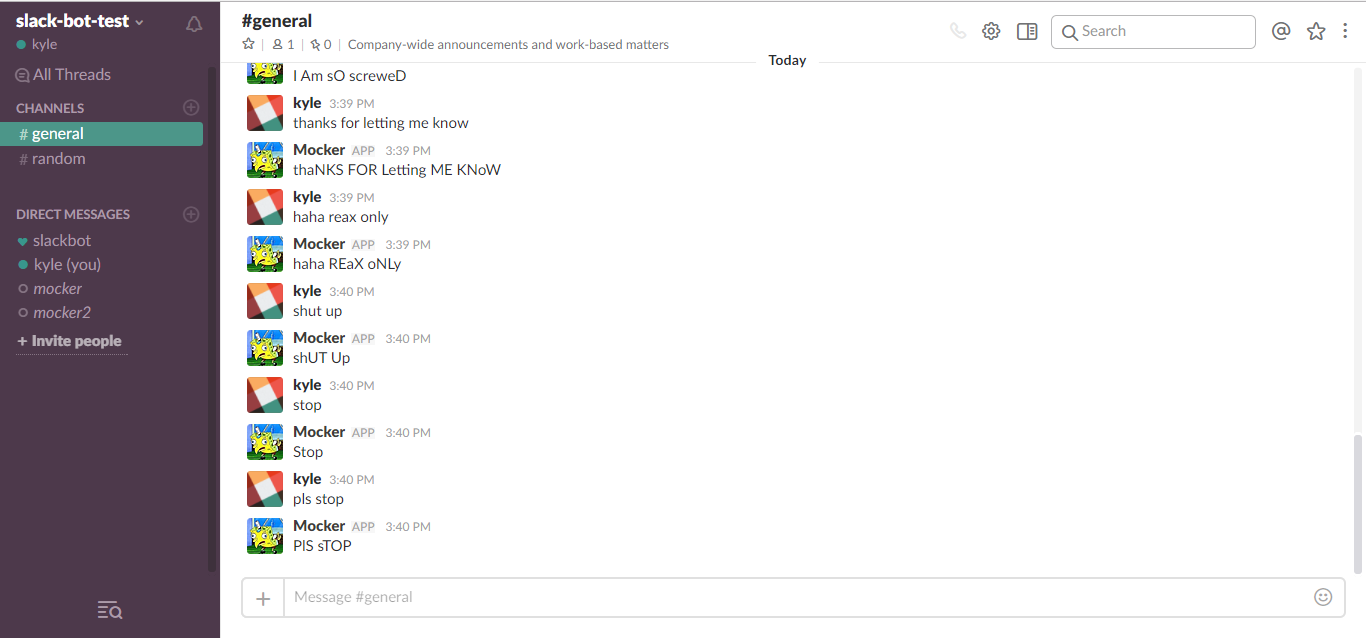 slack-bot-test
kyle
All Threads
CHANNELS
# general
# random
DIRECT MESSAGES
slackbot
kyle (you)
mocker
mocker2
+ Invite people
#general
1 | 0 | Company-wide announcements and work-based matters
Search
Today
I Am sO screweD
kyle 3:39 PM
thanks for letting me know
Mocker APP 3:39 PM
thaNKS FOR Letting ME KNoW
kyle 3:39 PM
haha reax only
Mocker APP 3:39 PM
haha REaX oNLy
kyle 3:40 PM
shut up
Mocker APP 3:40 PM
shUT Up
kyle 3:40 PM
stop
Mocker APP 3:40 PM
Stop
kyle 3:40 PM
pls stop
Mocker APP 3:40 PM
PlS sTOP
Message #general